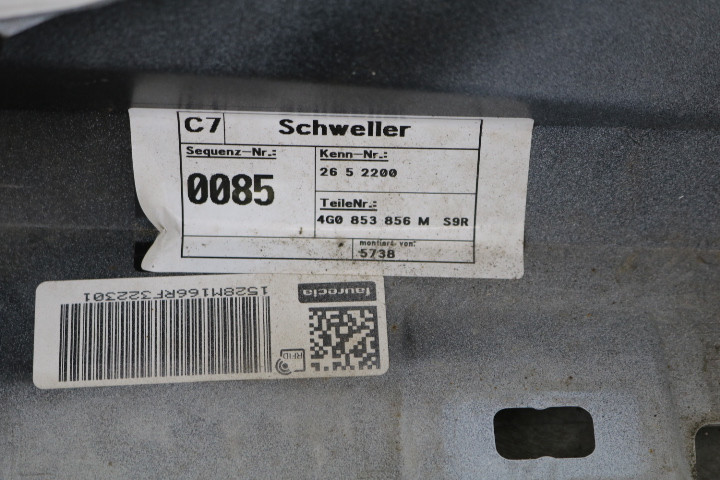 C7 Schweller
Sequenz-Nr.:
0085
Kenn-Nr.:
26 5 2200
TeileNr.:
4G0 853 856 M S9R
montiert von:
5738
faurecia
1528M166RF322301
RFID